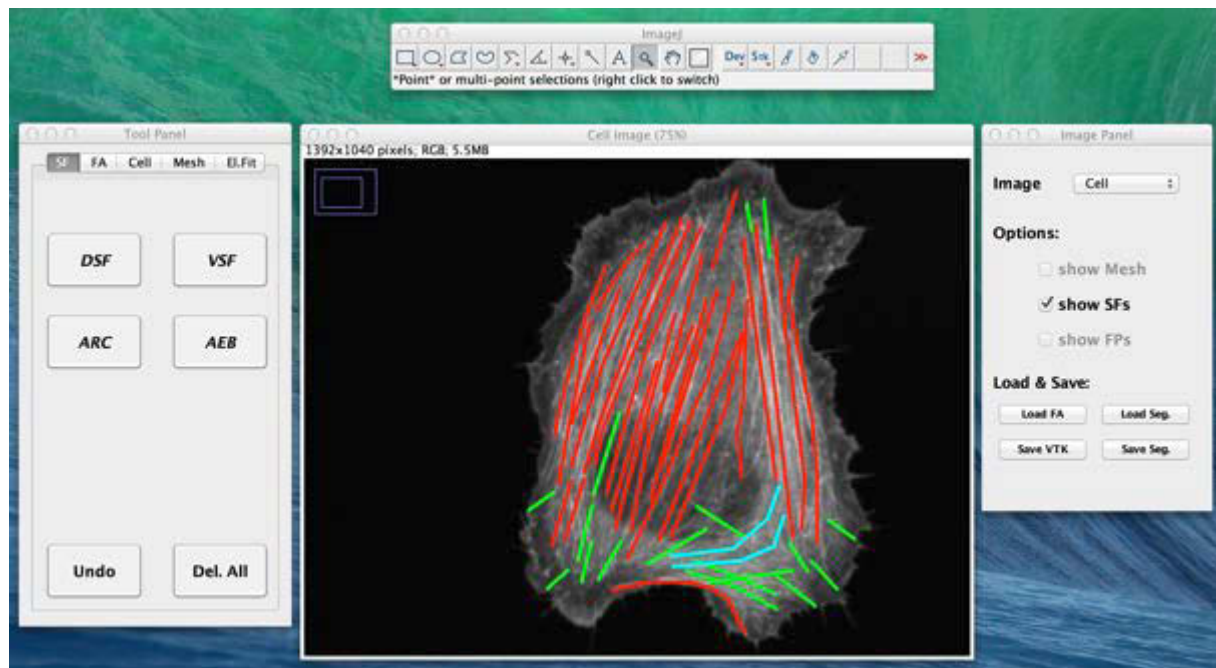 ImageJ
A
Dev
Stk
>>
*Point* or multi-point selections (right click to switch)
Tool Panel
SF FA Cell Mesh El.Fit
DSF VSF
ARC AEB
Undo Del. All
Cell Image (75%)
1392x1040 pixels; RGB; 5.5MB
Image Panel
Image Cell
Options:
show Mesh
show SFs
show FPs
Load & Save:
Load FA Load Seg.
Save VTK Save Seg.